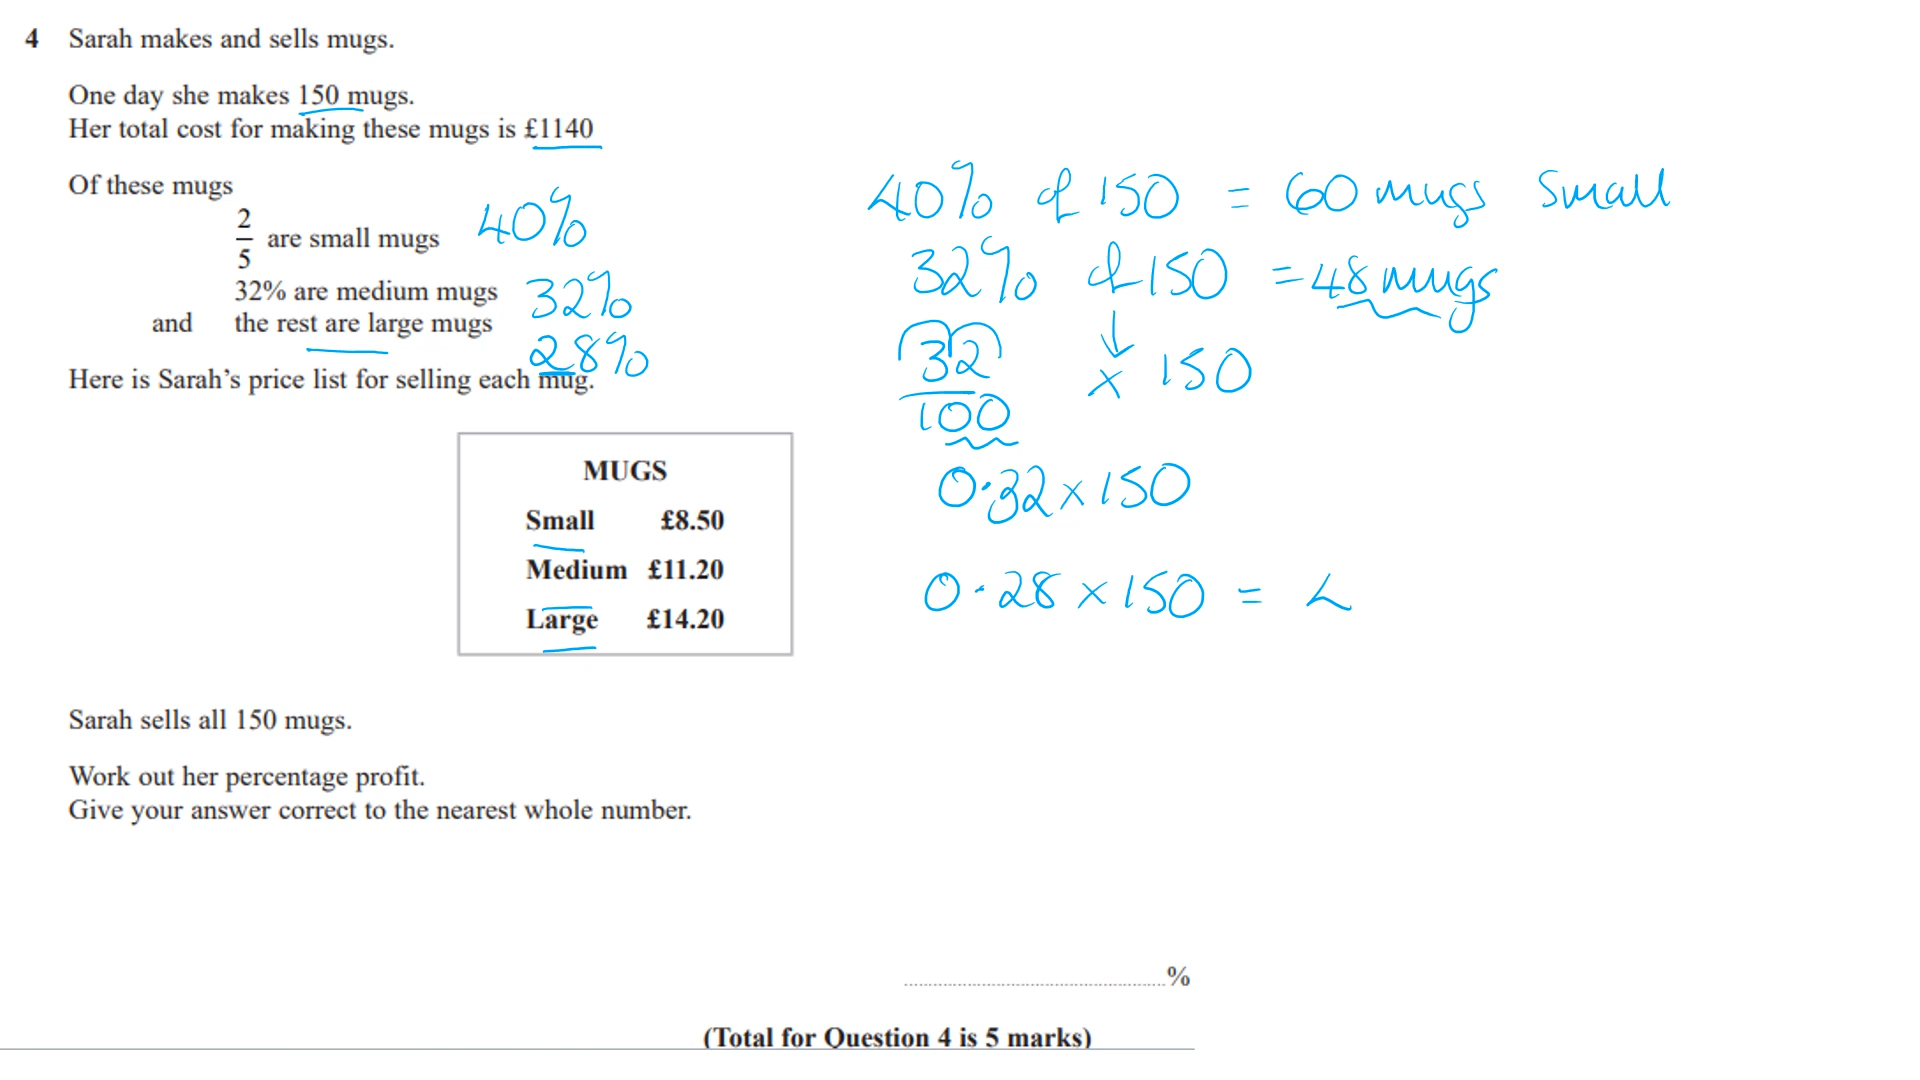 4 Sarah makes and sells mugs.
One day she makes 150 mugs.
Her total cost for making these mugs is £1140
Of these mugs
2/5 are small mugs 40%
32% are medium mugs 32%
and the rest are large mugs 28%
Here is Sarah's price list for selling each mug.
MUGS
Small £8.50
Medium £11.20
Large £14.20
Sarah sells all 150 mugs.
Work out her percentage profit.
Give your answer correct to the nearest whole number.
40% of 150 = 60 mugs small
32% of 150 = 48 mugs
32/100 × 150
0.32 × 150
0.28 × 150 =
%
(Total for Question 4 is 5 marks)